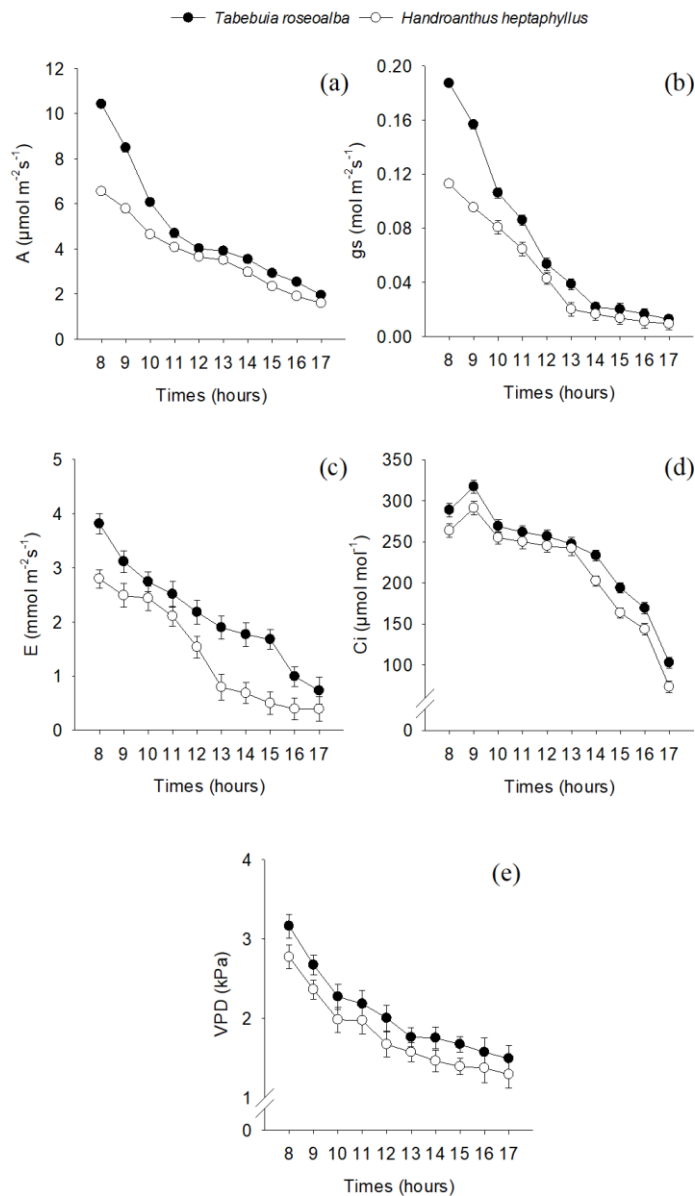 Tabebuia roseoalba Handroanthus heptaphyllus
(a)
A (µmol m⁻²s⁻¹)
12
10
8
6
4
2
0
8 9 10 11 12 13 14 15 16 17
Times (hours)
(b)
gs (mol m⁻²s⁻¹)
0.20
0.16
0.12
0.08
0.04
0.00
8 9 10 11 12 13 14 15 16 17
Times (hours)
(c)
E (mmol m⁻²s⁻¹)
5
4
3
2
1
0
8 9 10 11 12 13 14 15 16 17
Times (hours)
(d)
Ci (µmol mol⁻¹)
350
300
250
200
150
100
0
8 9 10 11 12 13 14 15 16 17
Times (hours)
(e)
VPD (kPa)
4
3
2
1
0
8 9 10 11 12 13 14 15 16 17
Times (hours)